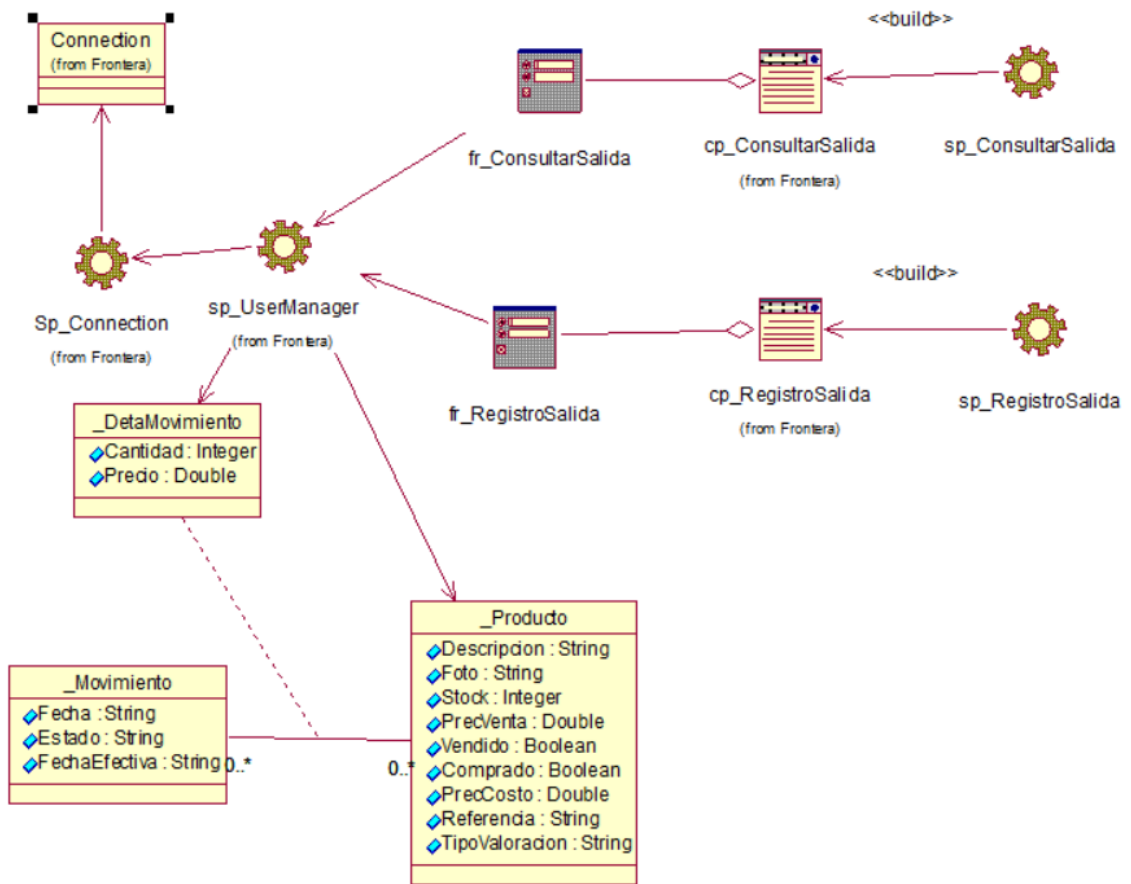 Connection
(from Frontera)
<<build>>
fr_ConsultarSalida
cp_ConsultarSalida
(from Frontera)
sp_ConsultarSalida
Sp_Connection
(from Frontera)
sp_UserManager
(from Frontera)
<<build>>
fr_RegistroSalida
cp_RegistroSalida
(from Frontera)
sp_RegistroSalida
_DetaMovimiento
Cantidad : Integer
Precio : Double
_Movimiento
Fecha : String
Estado : String
FechaEfectiva : String
0..*
0..*
_Producto
Descripcion : String
Foto : String
Stock : Integer
PrecVenta : Double
Vendido : Boolean
Comprado : Boolean
PrecCosto : Double
Referencia : String
TipoValoracion : String